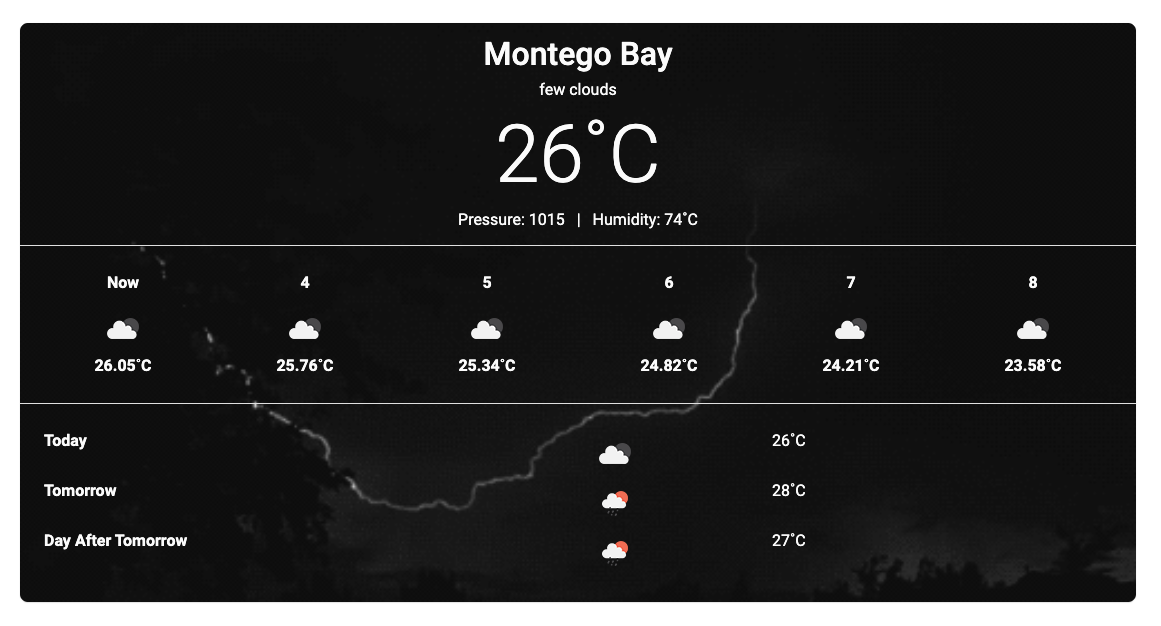 Montego Bay
few clouds
26˚C
Pressure: 1015 | Humidity: 74˚C
Now 4 5 6 7 8
26.05˚C 25.76˚C 25.34˚C 24.82˚C 24.21˚C 23.58˚C
Today 26˚C
Tomorrow 28˚C
Day After Tomorrow 27˚C